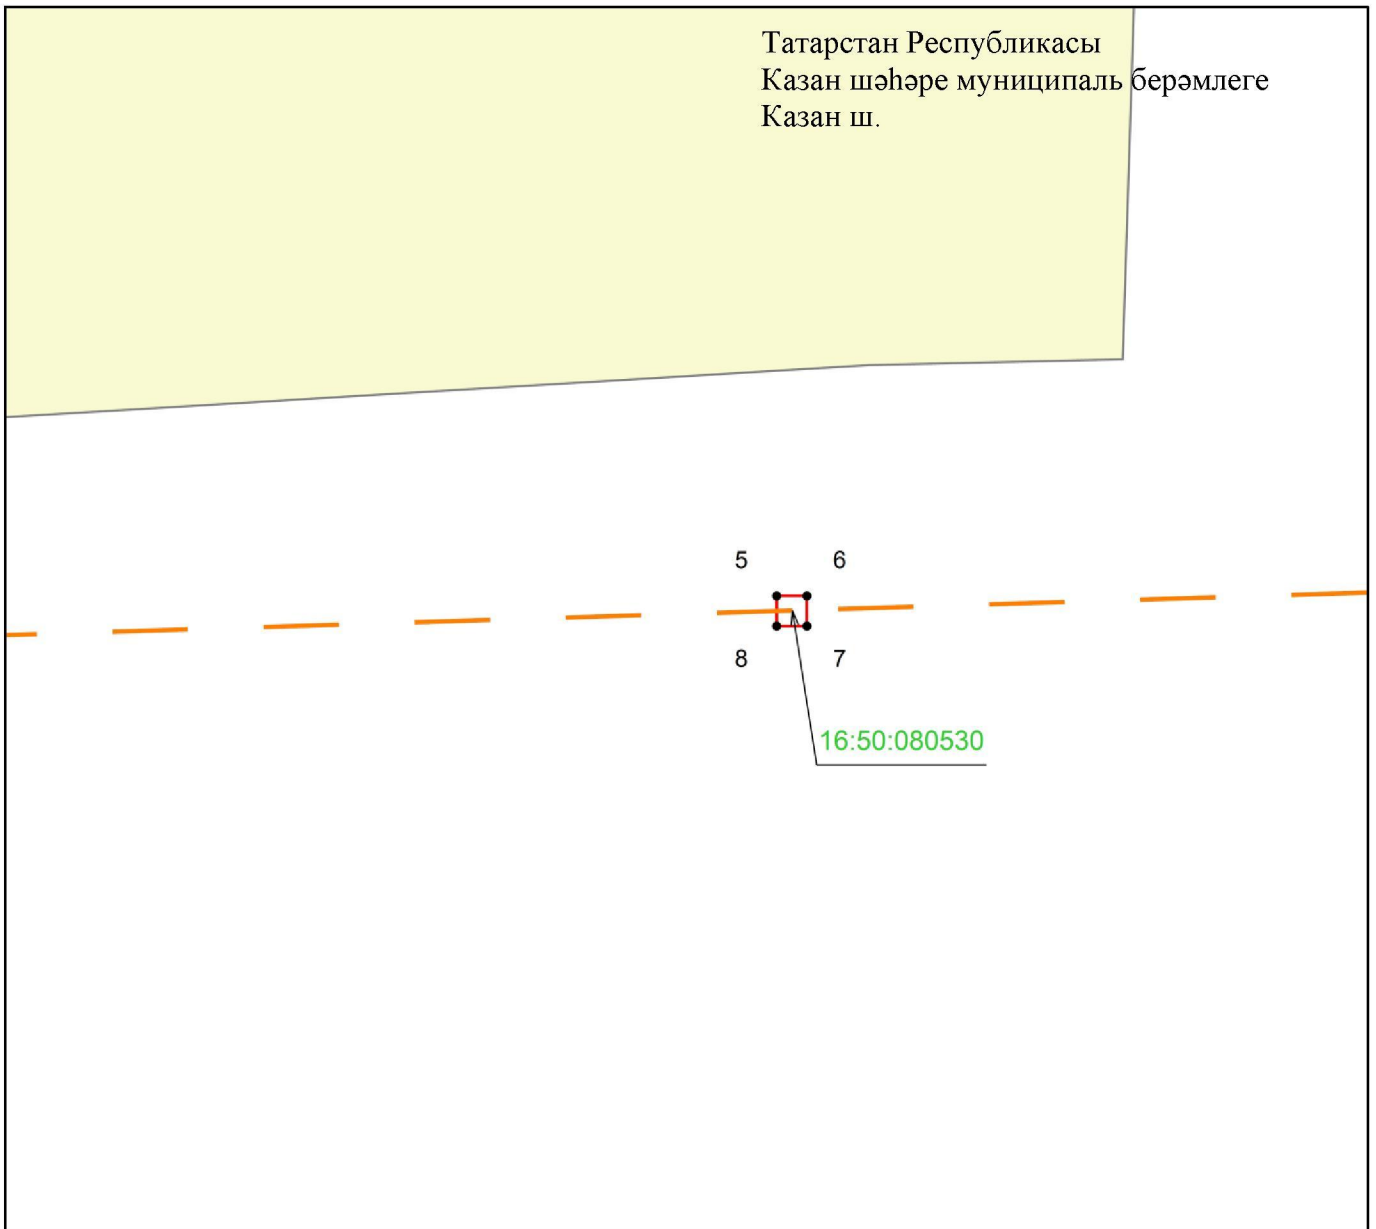 Татарстан Республикасы
Казан шәһәре муниципаль берәмлеге
Казан ш.
5 6
8 7
16:50:080530